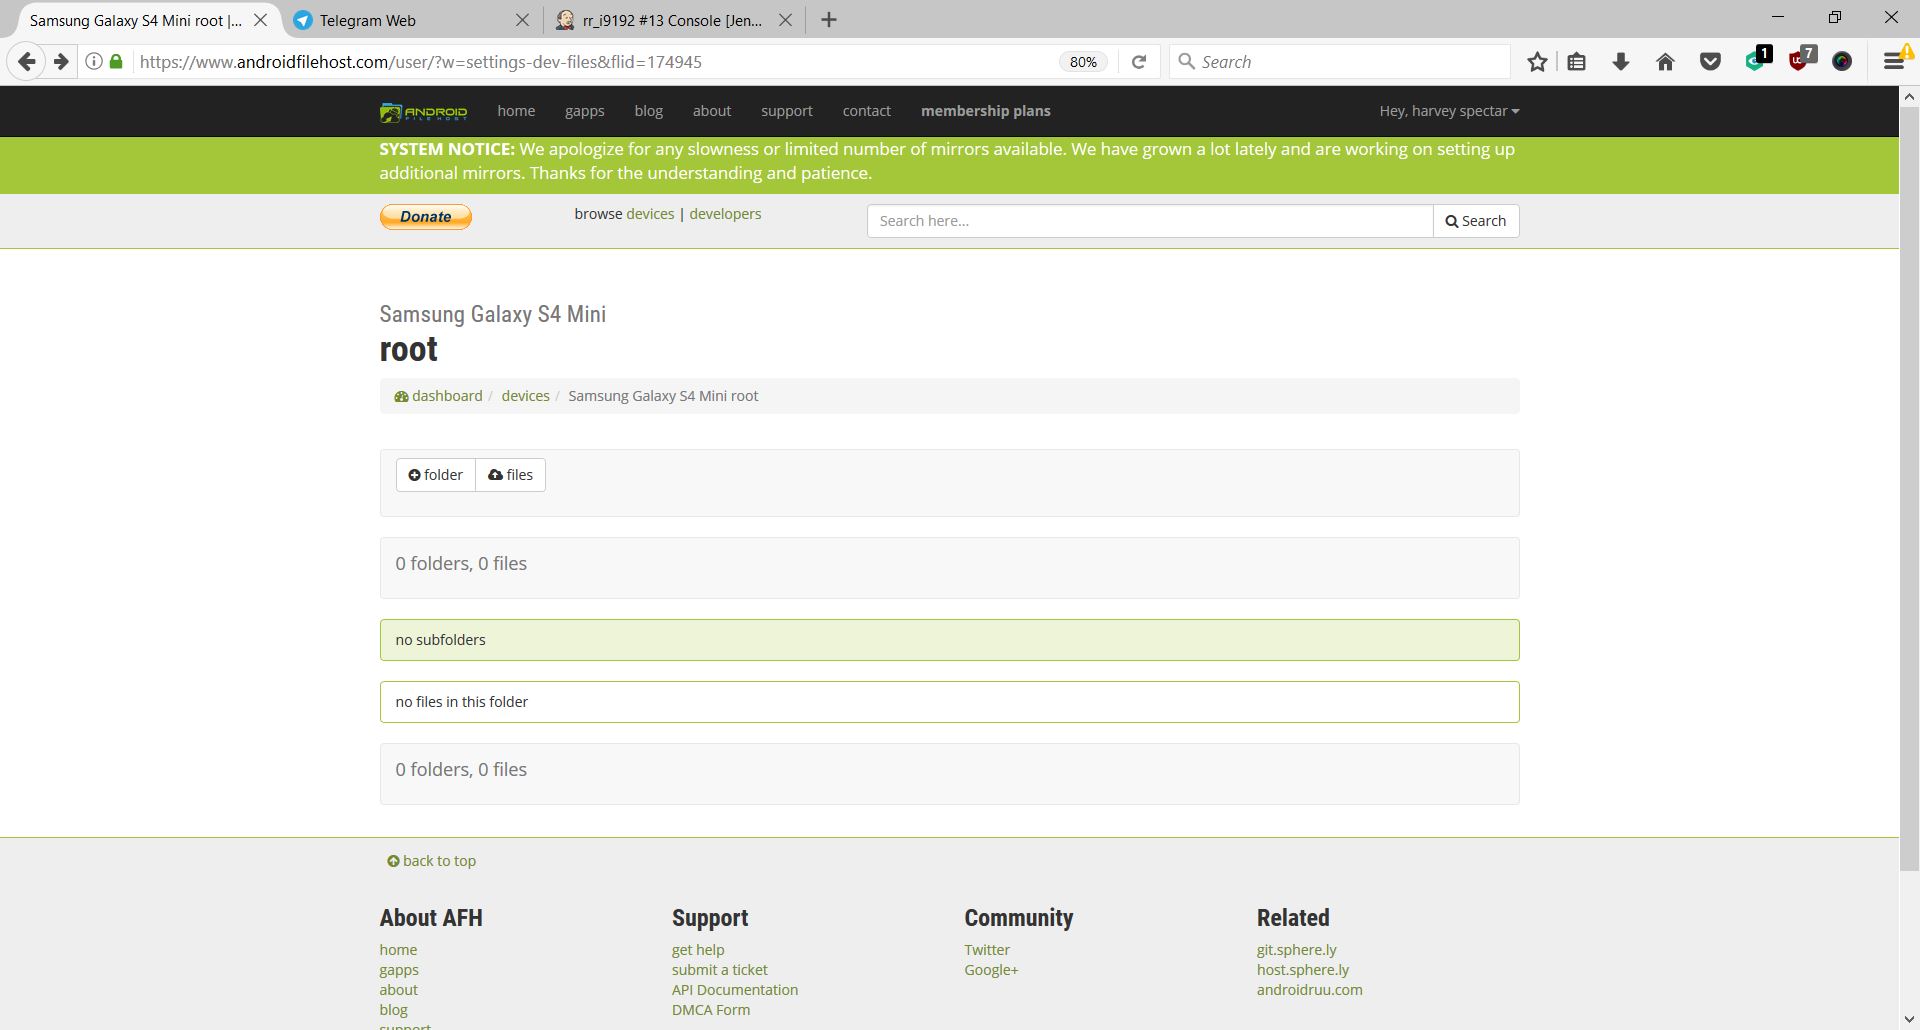 Samsung Galaxy S4 Mini root |...
Telegram Web
rr_i9192 #13 Console [Jen...
https://www.androidfilehost.com/user/?w=settings-dev-files&flid=174945
80%
Search
1
7
ANDROID
FILE HOST
home
gapps
blog
about
support
contact
membership plans
Hey, harvey spectar
SYSTEM NOTICE: We apologize for any slowness or limited number of mirrors available. We have grown a lot lately and are working on setting up
additional mirrors. Thanks for the understanding and patience.
Donate
browse devices | developers
Search here...
Search
Samsung Galaxy S4 Mini
root
dashboard / devices / Samsung Galaxy S4 Mini root
folder
files
0 folders, 0 files
no subfolders
no files in this folder
0 folders, 0 files
back to top
About AFH
home
gapps
about
blog
support
Support
get help
submit a ticket
API Documentation
DMCA Form
Community
Twitter
Google+
Related
git.sphere.ly
host.sphere.ly
androidruu.com